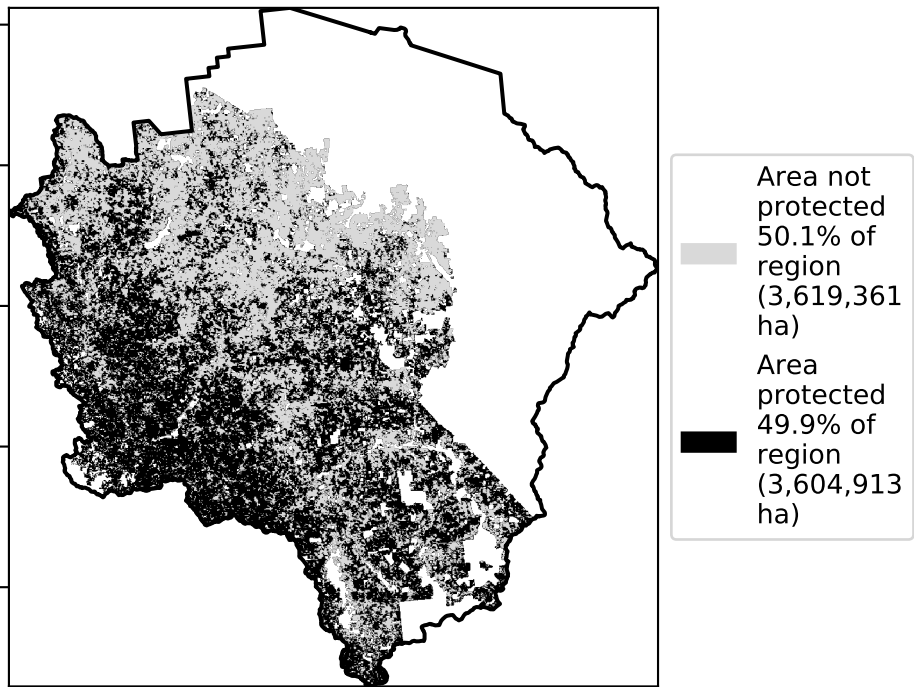 Area not
protected
50.1% of
region
(3,619,361
ha)
Area
protected
49.9% of
region
(3,604,913
ha)